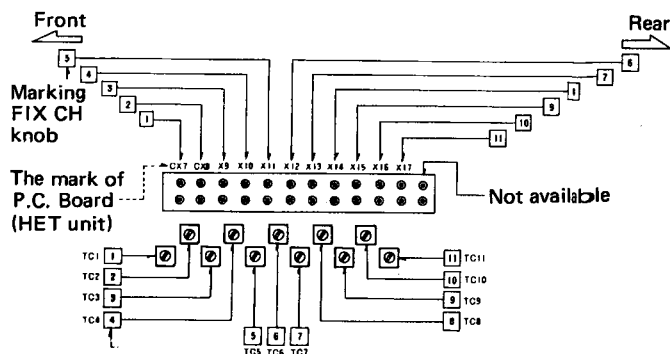 Front
Rear
5
6
4
7
3
2
9
1
10
11
Marking
FIX CH
knob
CX7 CX8 X9 X10 X11 X12 X13 X14 X15 X16 X17
The mark of
P.C. Board
(HET unit)
Not available
TC1 1
TC2 2
TC3 3
TC4 4
5
TC5
6
TC6
7
TC7
11 TC11
10 TC10
9 TC9
8 TC8